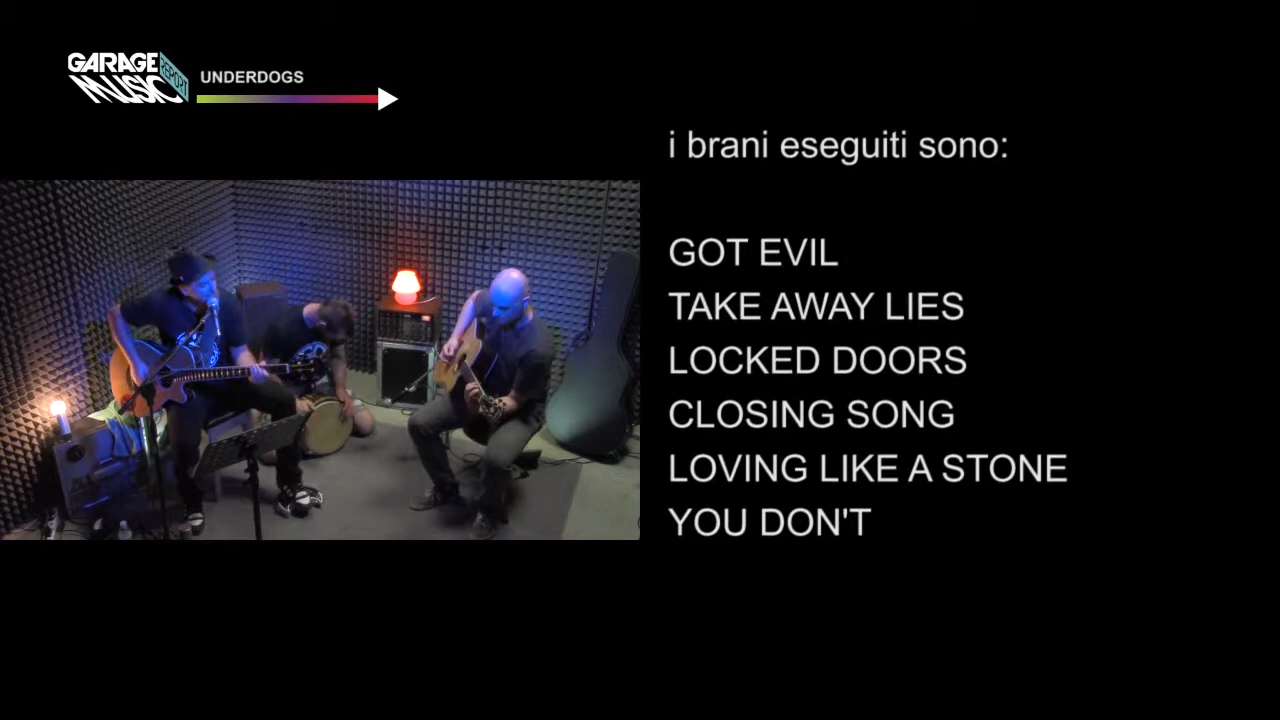 GARAGE
MUSIC
REPORT
UNDERDOGS
i brani eseguiti sono:
GOT EVIL
TAKE AWAY LIES
LOCKED DOORS
CLOSING SONG
LOVING LIKE A STONE
YOU DON'T